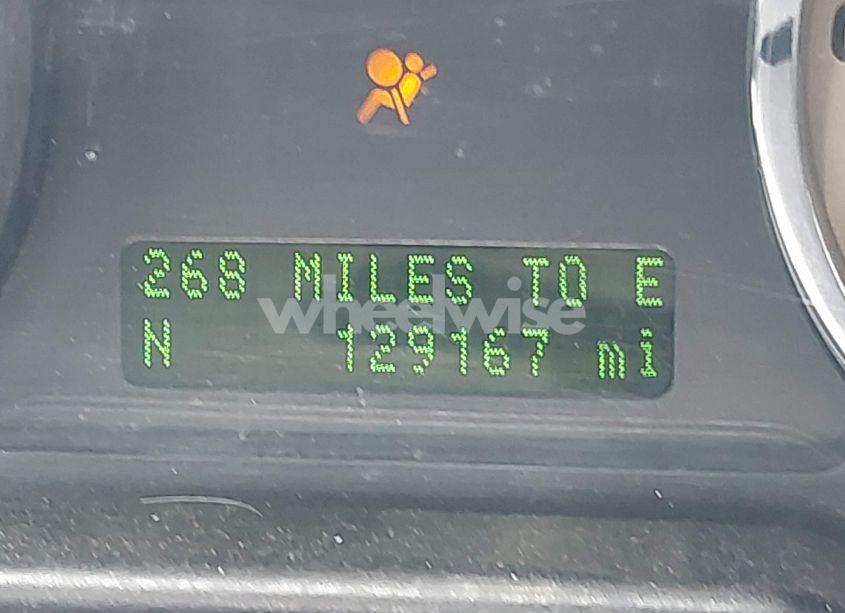 268 MILES TO E
wheelwise
N 129167 mi